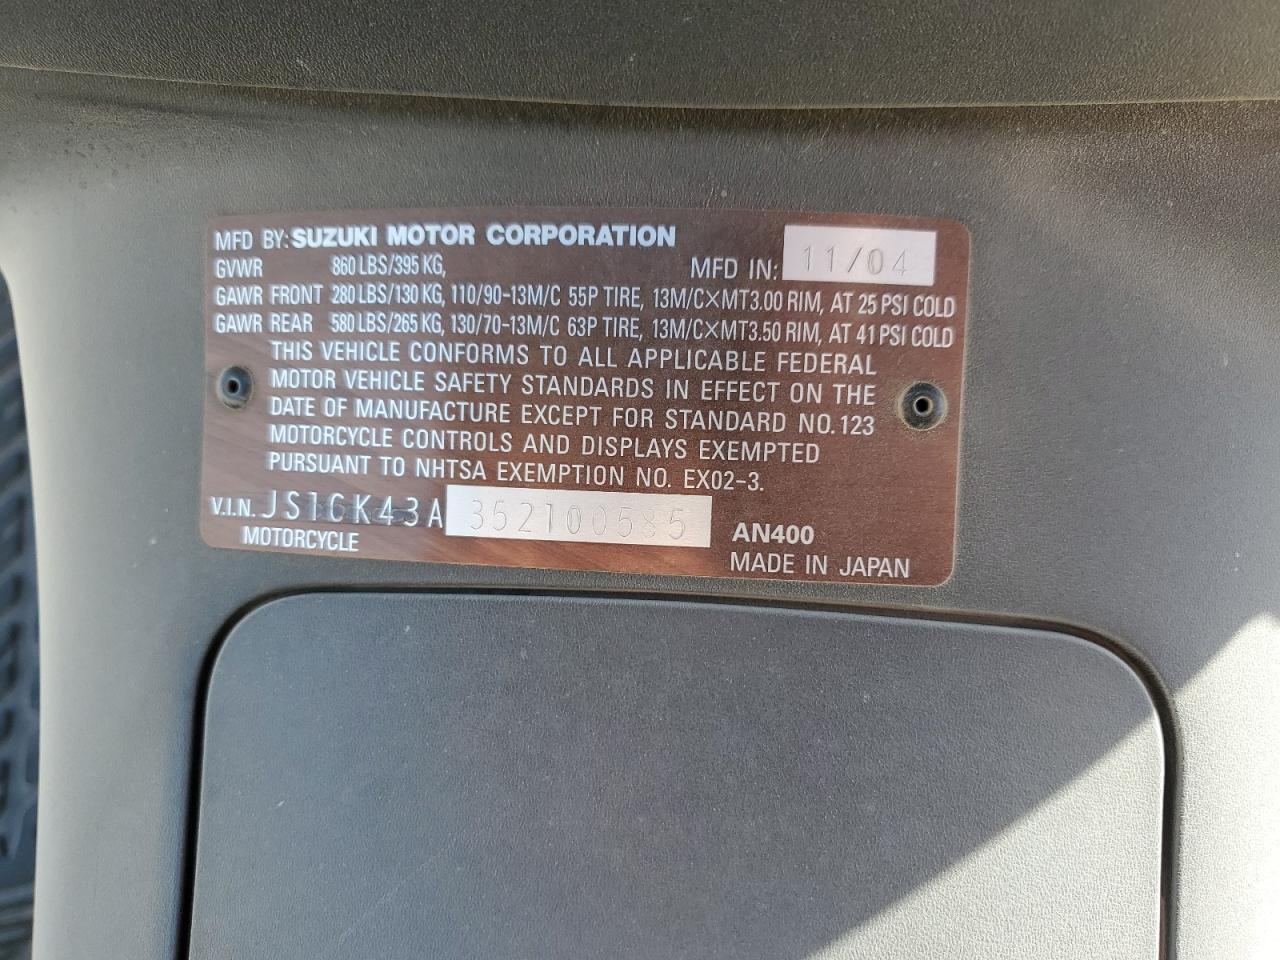 MFD BY: SUZUKI MOTOR CORPORATION
GVWR 860 LBS/395 KG, MFD IN: 11/04
GAWR FRONT 280 LBS/130 KG, 110/90-13M/C 55P TIRE, 13M/C×MT3.00 RIM, AT 25 PSI COLD
GAWR REAR 580 LBS/265 KG, 130/70-13M/C 63P TIRE, 13M/C×MT3.50 RIM, AT 41 PSI COLD
THIS VEHICLE CONFORMS TO ALL APPLICABLE FEDERAL
MOTOR VEHICLE SAFETY STANDARDS IN EFFECT ON THE
DATE OF MANUFACTURE EXCEPT FOR STANDARD NO. 123
MOTORCYCLE CONTROLS AND DISPLAYS EXEMPTED
PURSUANT TO NHTSA EXEMPTION NO. EX02-3.
V.I.N. JS1CK43A 352100585 AN400
MOTORCYCLE MADE IN JAPAN